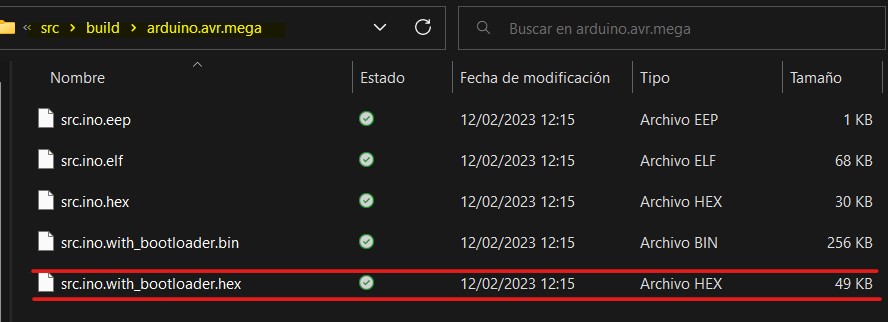 « src > build > arduino.avr.mega Buscar en arduino.avr.mega
Nombre Estado Fecha de modificación Tipo Tamaño
src.ino.eep 12/02/2023 12:15 Archivo EEP 1 KB
src.ino.elf 12/02/2023 12:15 Archivo ELF 68 KB
src.ino.hex 12/02/2023 12:15 Archivo HEX 30 KB
src.ino.with_bootloader.bin 12/02/2023 12:15 Archivo BIN 256 KB
src.ino.with_bootloader.hex 12/02/2023 12:15 Archivo HEX 49 KB